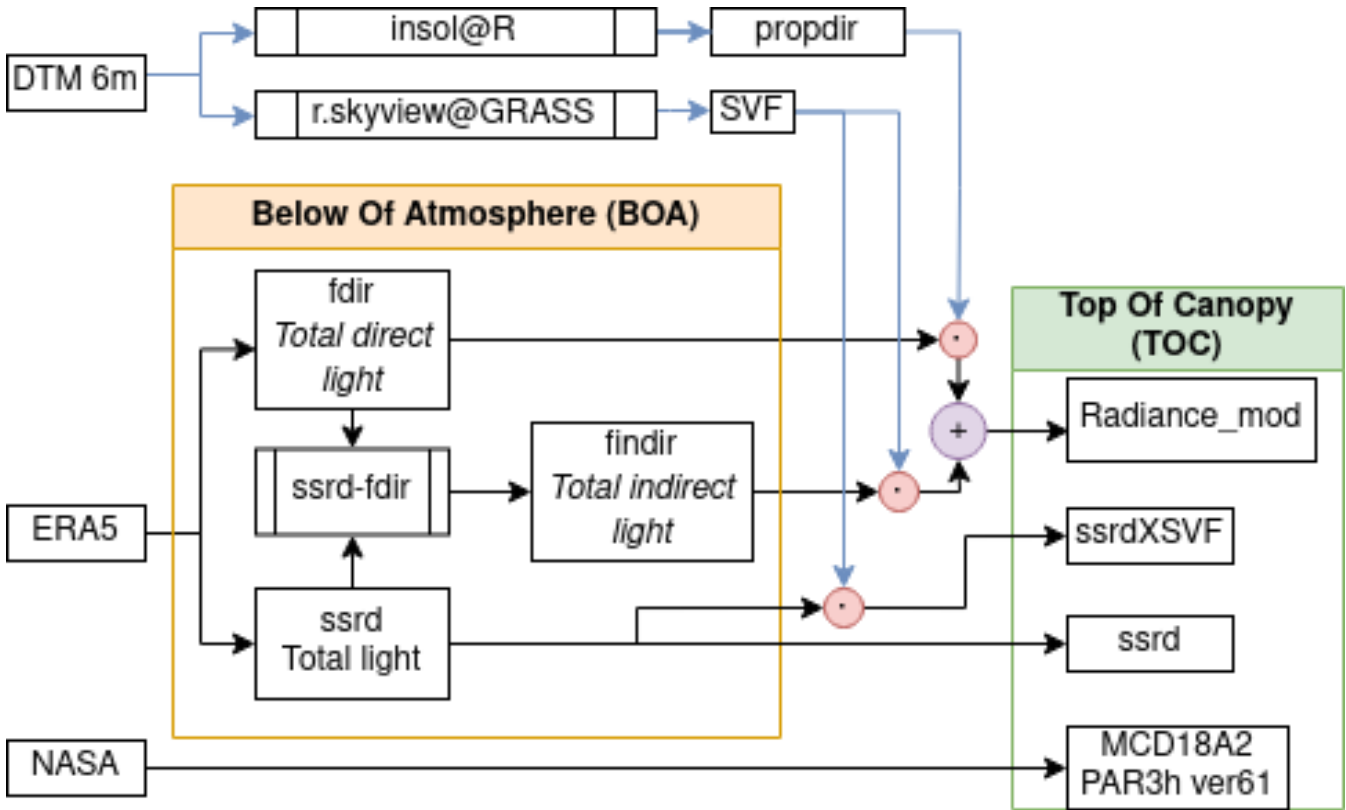 insol@R
propdir
DTM 6m
r.skyview@GRASS
SVF
Below Of Atmosphere (BOA)
fdir
Total direct
light
Top Of Canopy
(TOC)
·
Radiance_mod
+
findir
Total indirect
light
ssrd-fdir
·
ERA5
ssrdXSVF
·
ssrd
Total light
ssrd
NASA
MCD18A2
PAR3h ver61